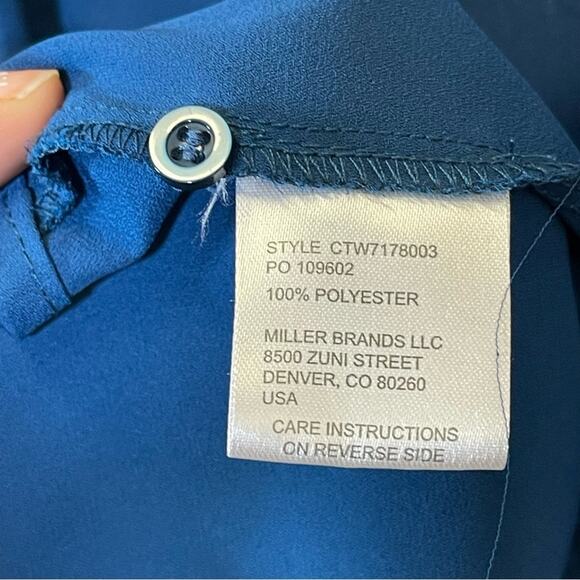 STYLE CTW7178003
PO 109602
100% POLYESTER
MILLER BRANDS LLC
8500 ZUNI STREET
DENVER, CO 80260
USA
CARE INSTRUCTIONS
ON REVERSE SIDE